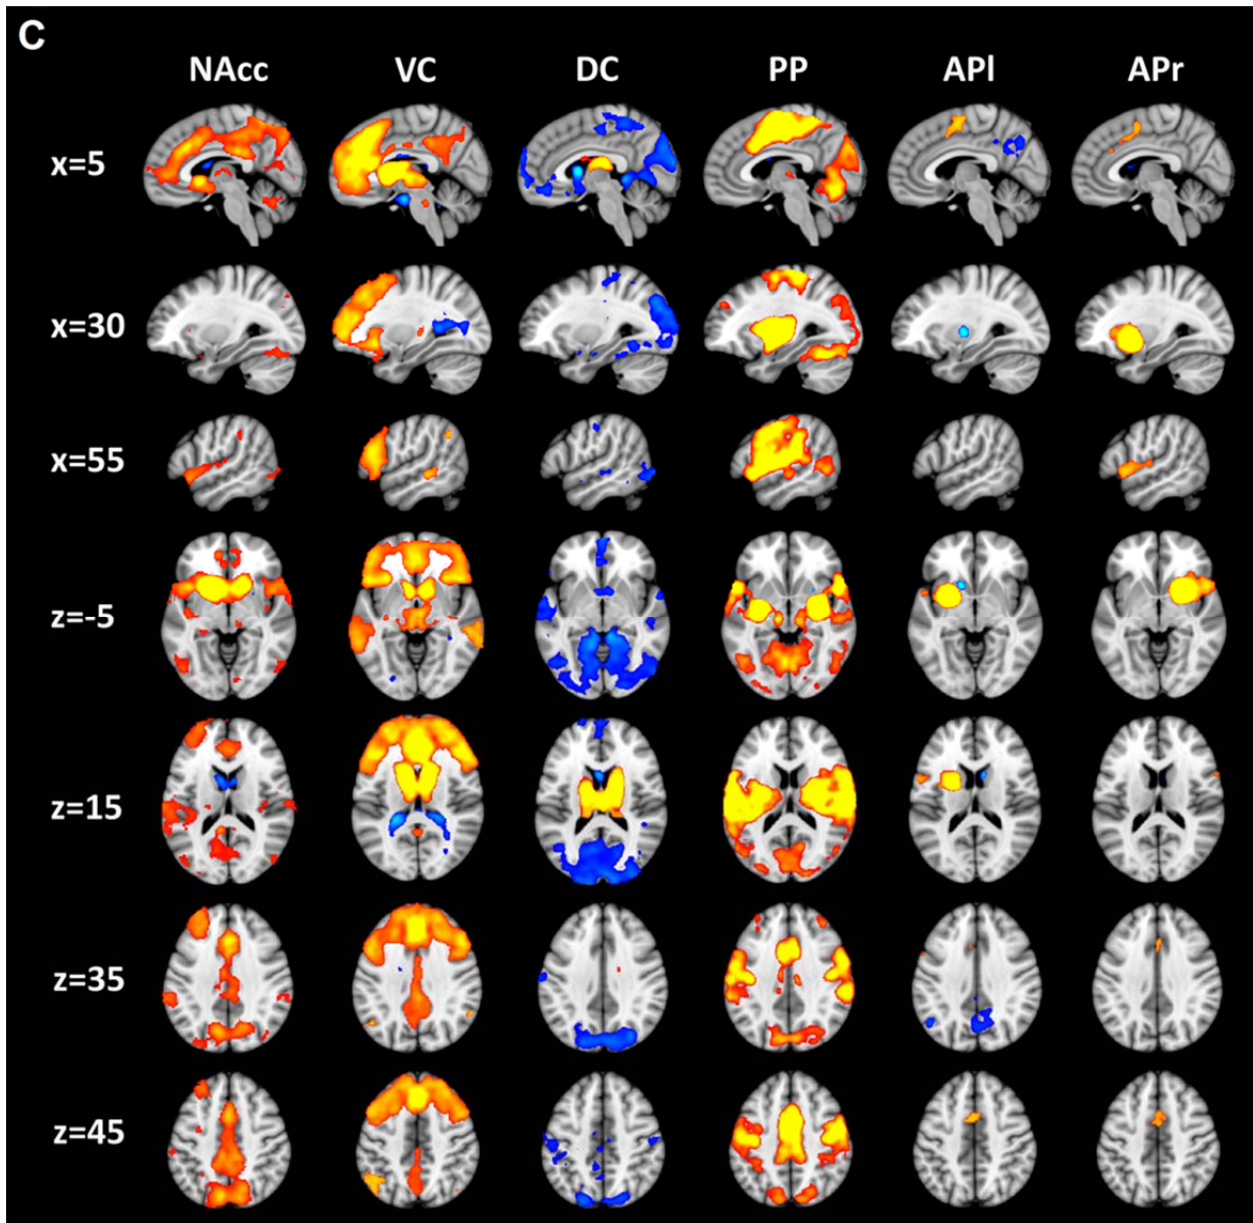 C
NAcc VC DC PP APl APr
x=5
x=30
x=55
z=-5
z=15
z=35
z=45